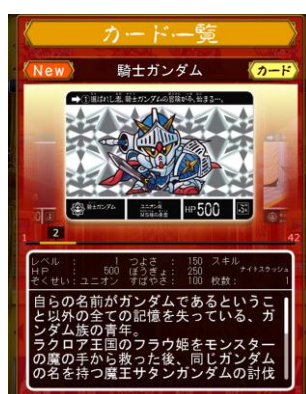 カード一覧
New 騎士ガンダム カード
騎士ガンダム HP500
1 2 42
レベル : 1 つよさ : 150 スキル
HP : 500 ぼうぎょ : 250 ナイトスラッシュ
ぞくせい: ユニオン すばやさ : 100 枚数 : 1
自らの名前がガンダムであるというこ
と以外の全ての記憶を失っている、ガ
ンダム族の青年。
ラクロア王国のフラウ姫をモンスター
の魔の手から救った後、同じガンダム
の名を持つ魔王サタンガンダムの討伐